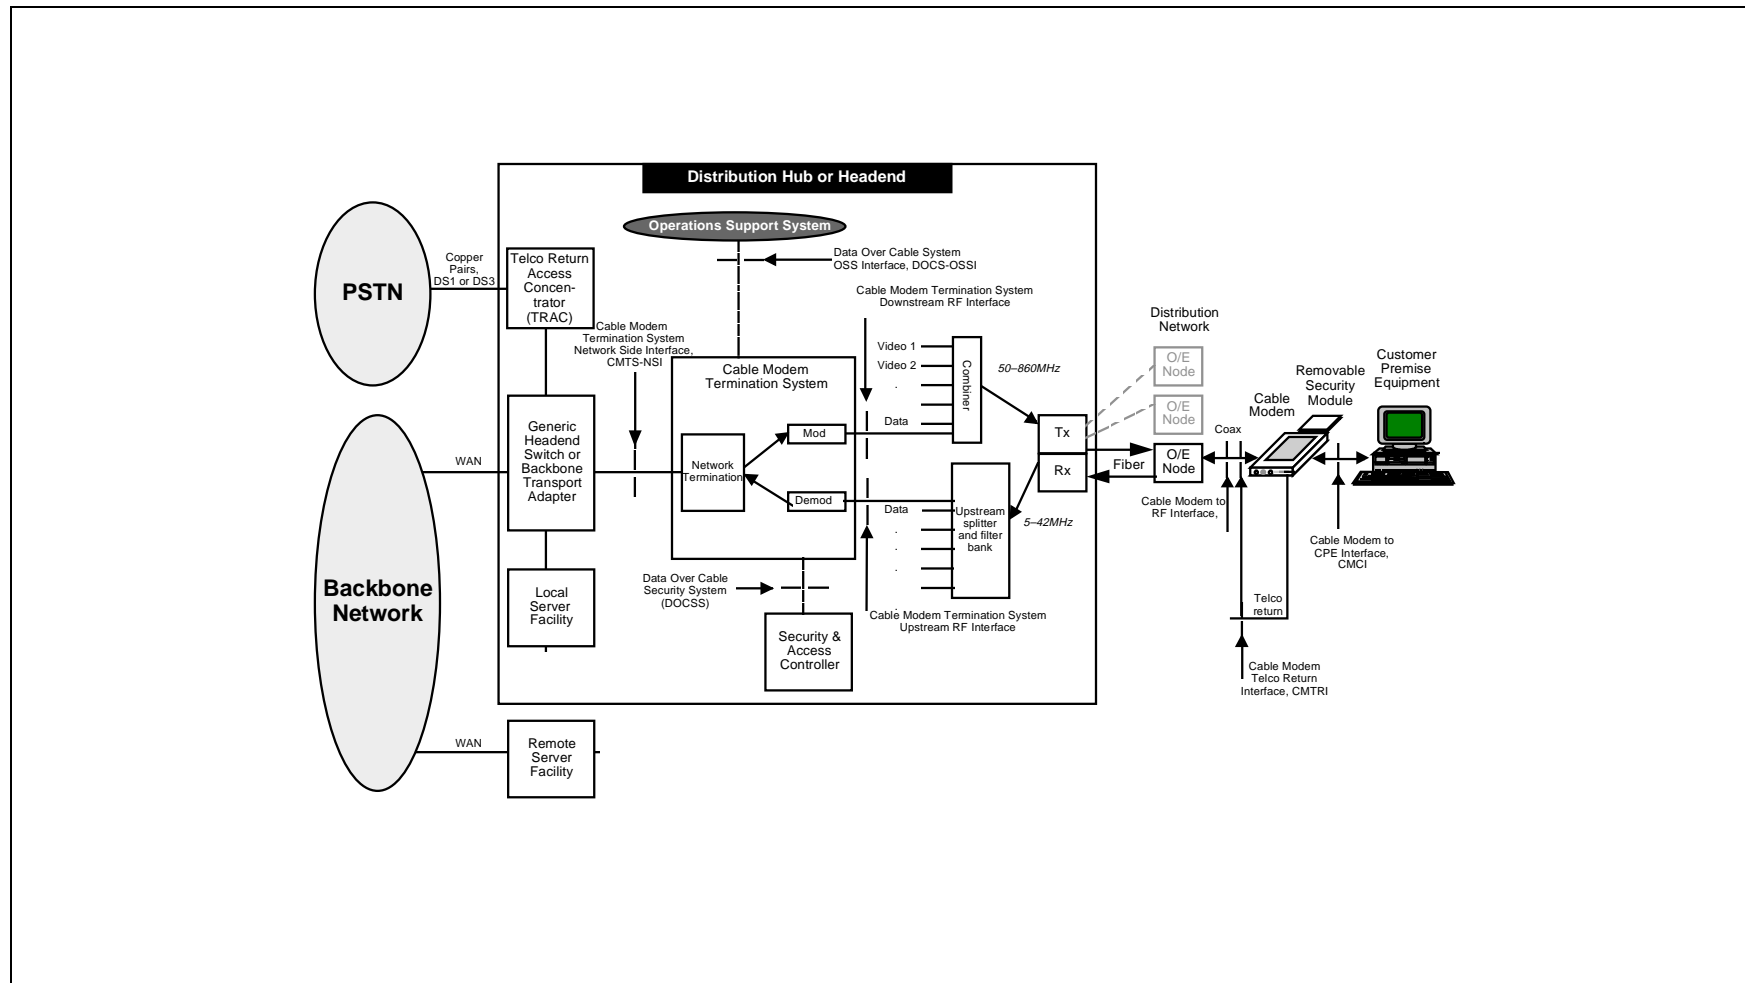 Distribution Hub or Headend
Operations Support System
PSTN
Copper
Pairs,
DS1 or DS3
Telco Return
Access
Concen-
trator
(TRAC)
Data Over Cable System
OSS Interface, DOCS-OSSI
Cable Modem Termination System
Downstream RF Interface
Cable Modem
Termination System
Network Side Interface,
CMTS-NSI
Cable Modem
Termination System
Video 1
Video 2
.
.
Data
Combiner
50–860MHz
Distribution
Network
O/E
Node
O/E
Node
O/E
Node
Tx
Rx
Fiber
Coax
Cable
Modem
Removable
Security
Module
Customer
Premise
Equipment
Backbone
Network
WAN
Generic
Headend
Switch or
Backbone
Transport
Adapter
Network
Termination
Mod
Demod
Data
.
.
.
.
.
Upstream
splitter
and filter
bank
5–42MHz
Cable Modem to
RF Interface,
Cable Modem to
CPE Interface,
CMCI
Local
Server
Facility
Data Over Cable
Security System
(DOCSS)
Security &
Access
Controller
Cable Modem Termination System
Upstream RF Interface
Telco
return
Cable Modem
Telco Return
Interface, CMTRI
WAN
Remote
Server
Facility